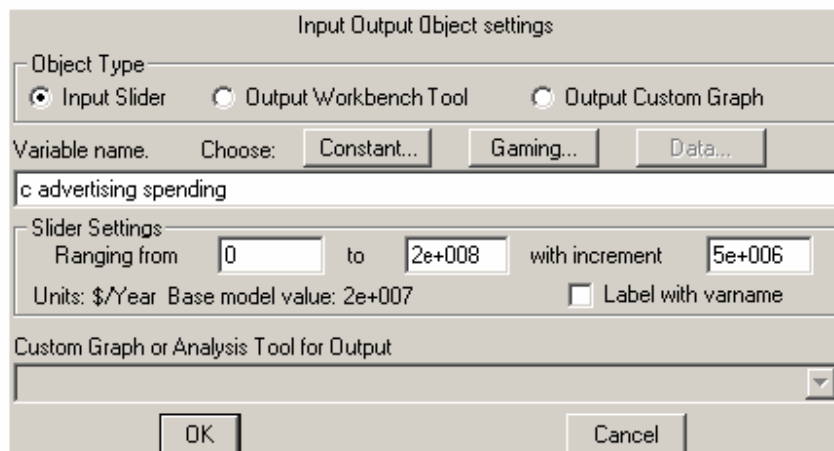 Input Output Object settings
Object Type
Input Slider Output Workbench Tool Output Custom Graph
Variable name. Choose: Constant... Gaming... Data...
c advertising spending
Slider Settings
Ranging from 0 to 2e+008 with increment 5e+006
Units: $/Year Base model value: 2e+007 Label with varname
Custom Graph or Analysis Tool for Output
OK Cancel